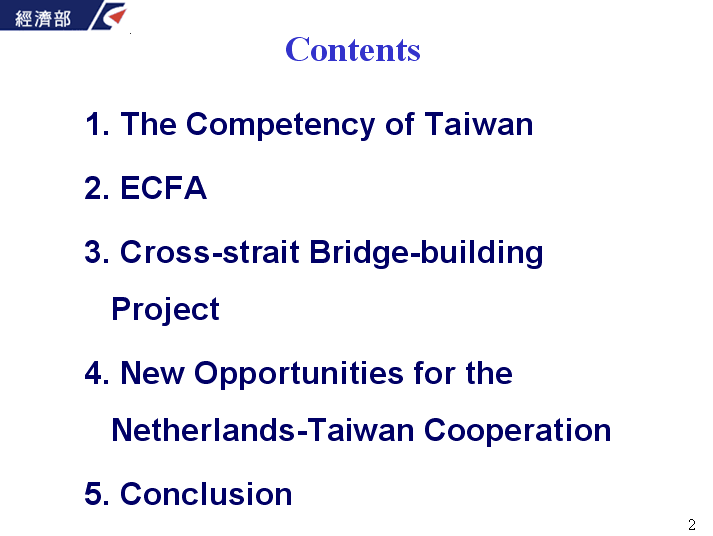 經濟部
Contents
1. The Competency of Taiwan
2. ECFA
3. Cross-strait Bridge-building
Project
4. New Opportunities for the
Netherlands-Taiwan Cooperation
5. Conclusion
2